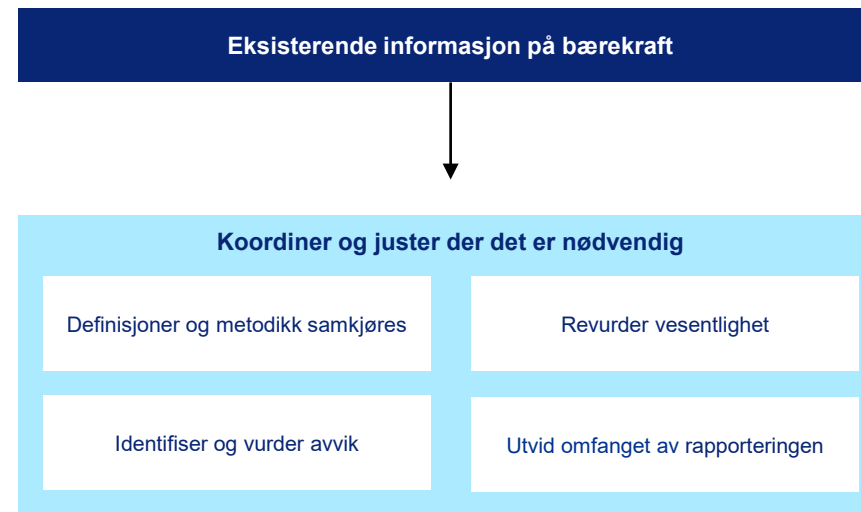 Eksisterende informasjon på bærekraft
Koordiner og juster der det er nødvendig
Definisjoner og metodikk samkjøres
Revurder vesentlighet
Identifiser og vurder avvik
Utvid omfanget av rapporteringen